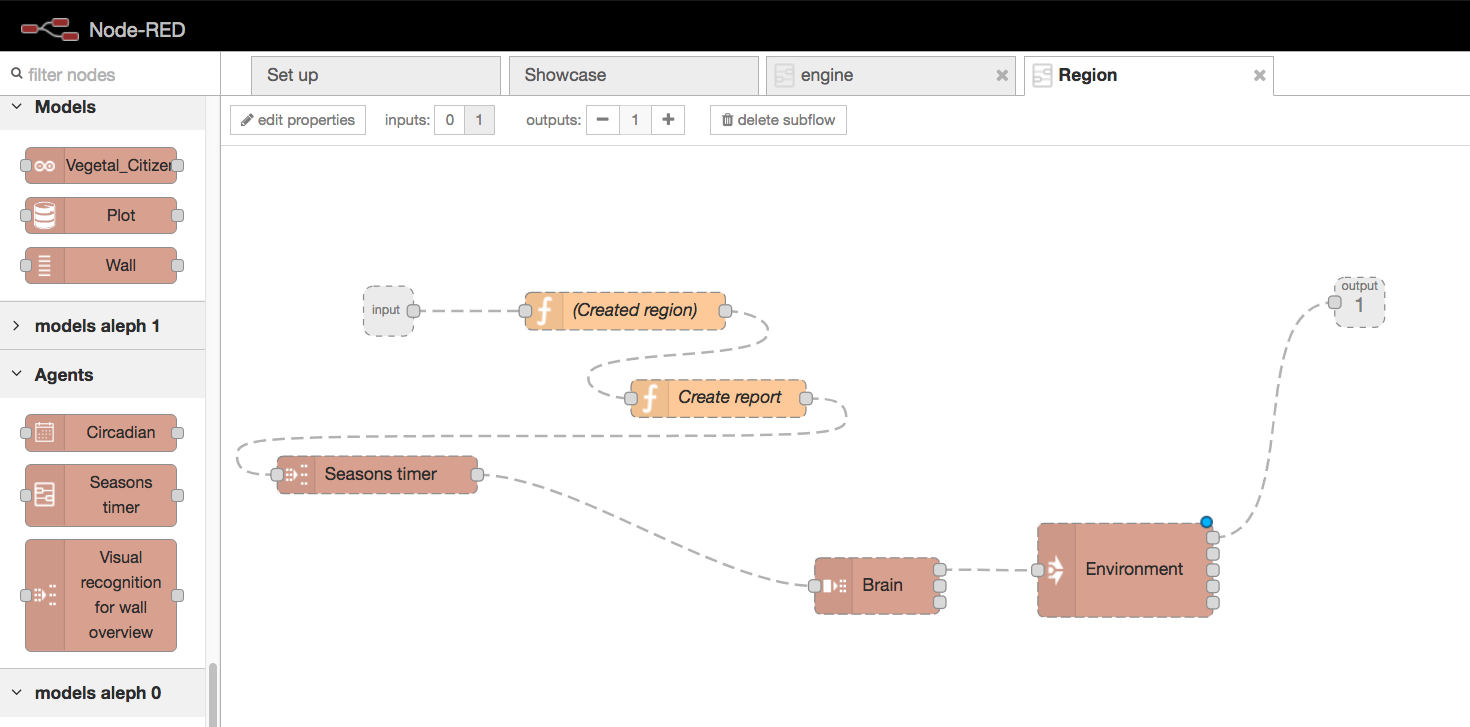 Node-RED
filter nodes
Set up
Showcase
engine
Region
edit properties
inputs:
0
1
outputs:
1
delete subflow
Models
Vegetal_Citizen
Plot
Wall
models aleph 1
Agents
Circadian
Seasons
timer
Visual
recognition
for wall
overview
models aleph 0
input
(Created region)
Create report
Seasons timer
Brain
Environment
output
1